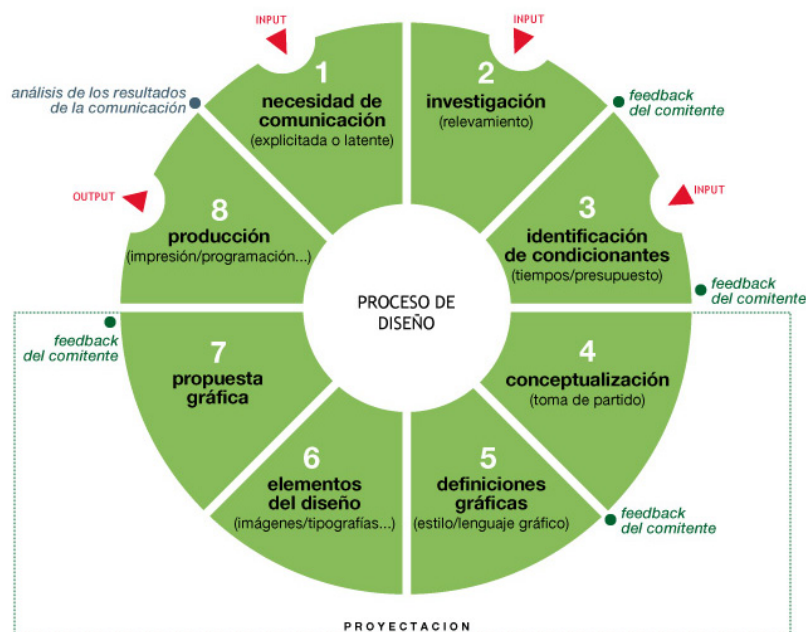 INPUT
INPUT
1
necesidad de
comunicación
(explicitada o latente)
2
investigación
(relevamiento)
análisis de los resultados
de la comunicación
feedback
del comitente
OUTPUT
INPUT
8
producción
(impresión/programación...)
3
identificación
de condicionantes
(tiempos/presupuesto)
PROCESO DE
DISEÑO
feedback
del comitente
feedback
del comitente
7
propuesta
gráfica
4
conceptualización
(toma de partido)
6
elementos
del diseño
(imágenes/tipografías...)
5
definiciones
gráficas
(estilo/lenguaje gráfico)
feedback
del comitente
PROYECTACION